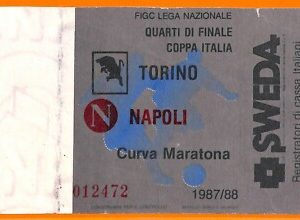 FIGC LEGA NAZIONALE
QUARTI DI FINALE
COPPA ITALIA
TORINO
N NAPOLI
Curva Maratona
012472
1987/88
SWEDA
Registratori di cassa italiani